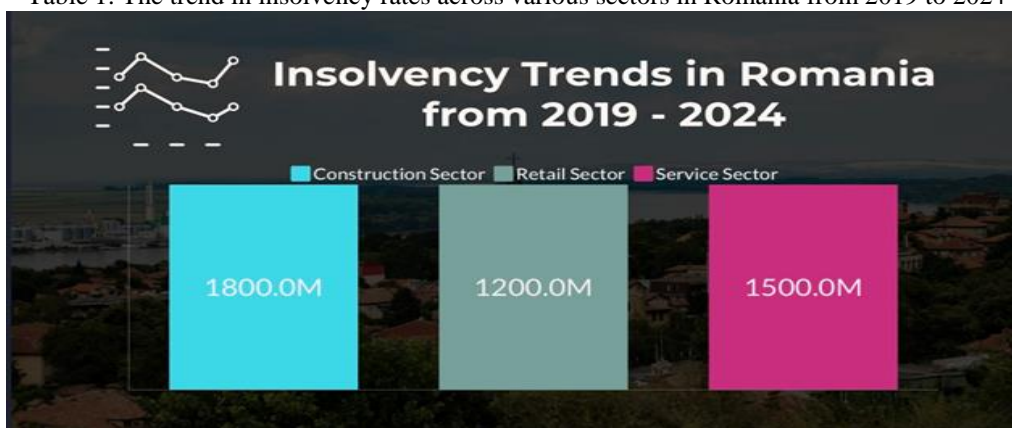 Table 1. The trend in insolvency rates across various sectors in Romania from 2019 to 2024
Insolvency Trends in Romania
from 2019 - 2024
Construction Sector Retail Sector Service Sector
1800.0M 1200.0M 1500.0M